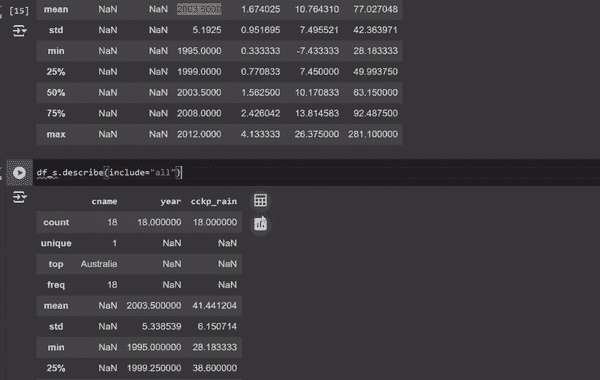 [15]
mean NaN NaN 2003.5000 1.674025 10.764310 77.027048
std NaN NaN 5.1925 0.951695 7.495521 42.363971
min NaN NaN 1995.0000 0.333333 -7.433333 28.183333
25% NaN NaN 1999.0000 0.770833 7.450000 49.993750
50% NaN NaN 2003.5000 1.562500 10.170833 63.150000
75% NaN NaN 2008.0000 2.426042 13.814583 92.487500
max NaN NaN 2012.0000 4.133333 26.375000 281.100000
df_s.describe(include="all")
cname year cckp_rain
count 18 18.000000 18.000000
unique 1 NaN NaN
top Australia NaN NaN
freq 18 NaN NaN
mean NaN 2003.500000 41.441204
std NaN 5.338539 6.150714
min NaN 1995.000000 28.183333
25% NaN 1999.250000 38.600000